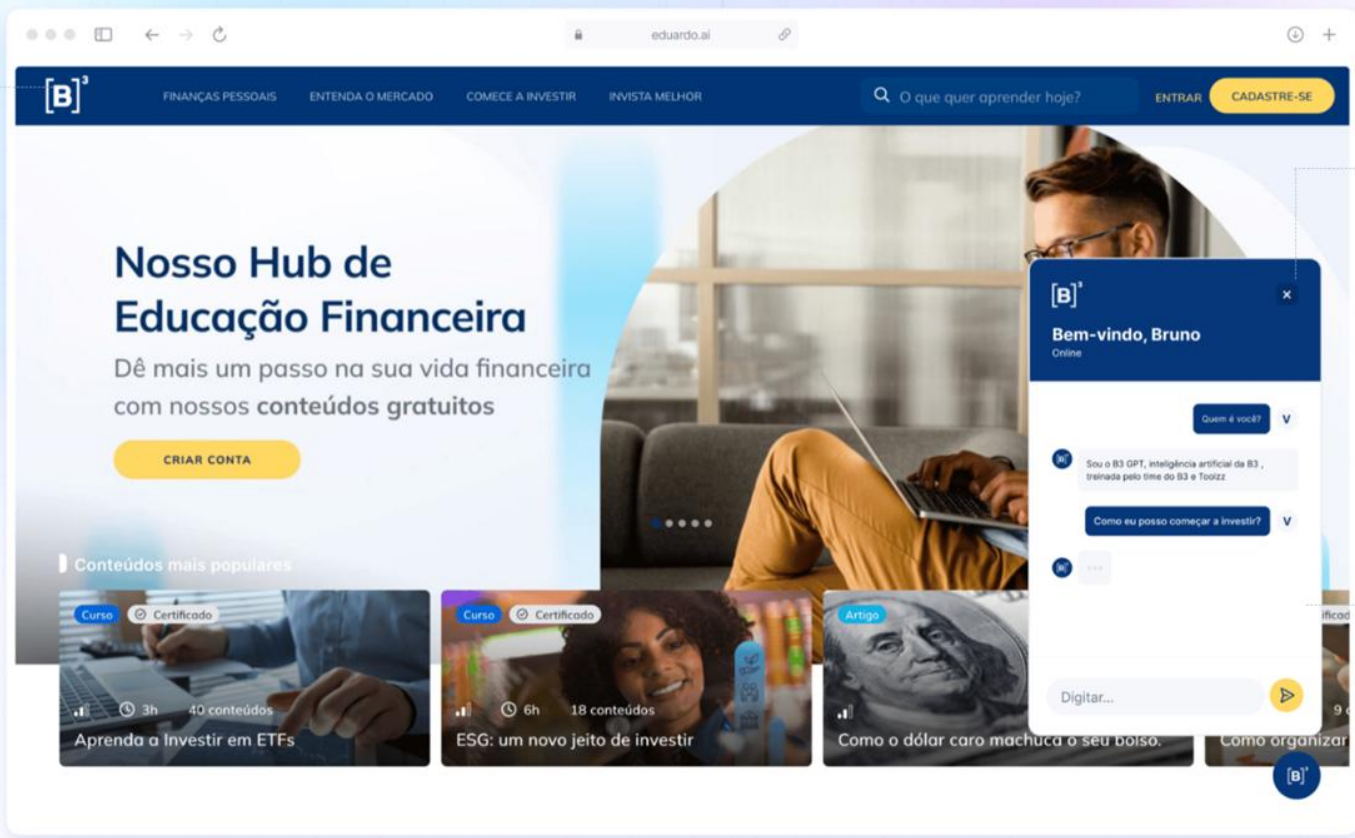 eduardo.ai
[B]³
FINANÇAS PESSOAIS
ENTENDA O MERCADO
COMECE A INVESTIR
INVISTA MELHOR
O que quer aprender hoje?
ENTRAR
CADASTRE-SE
Nosso Hub de
Educação Financeira
Dê mais um passo na sua vida financeira
com nossos conteúdos gratuitos
CRIAR CONTA
Conteúdos mais populares
Curso
Certificado
3h
40 conteúdos
Aprenda a Investir em ETFs
Curso
Certificado
6h
18 conteúdos
ESG: um novo jeito de investir
Artigo
Como o dólar caro machuca o seu bolso.
9
Como organizar
[B]³
Bem-vindo, Bruno
Online
Quem é você?
V
[B]³
Sou o B3 GPT, inteligência artificial da B3 ,
treinada pelo time do B3 e Toolzz
Como eu posso começar a investir?
V
[B]³
Digitar...
[B]³